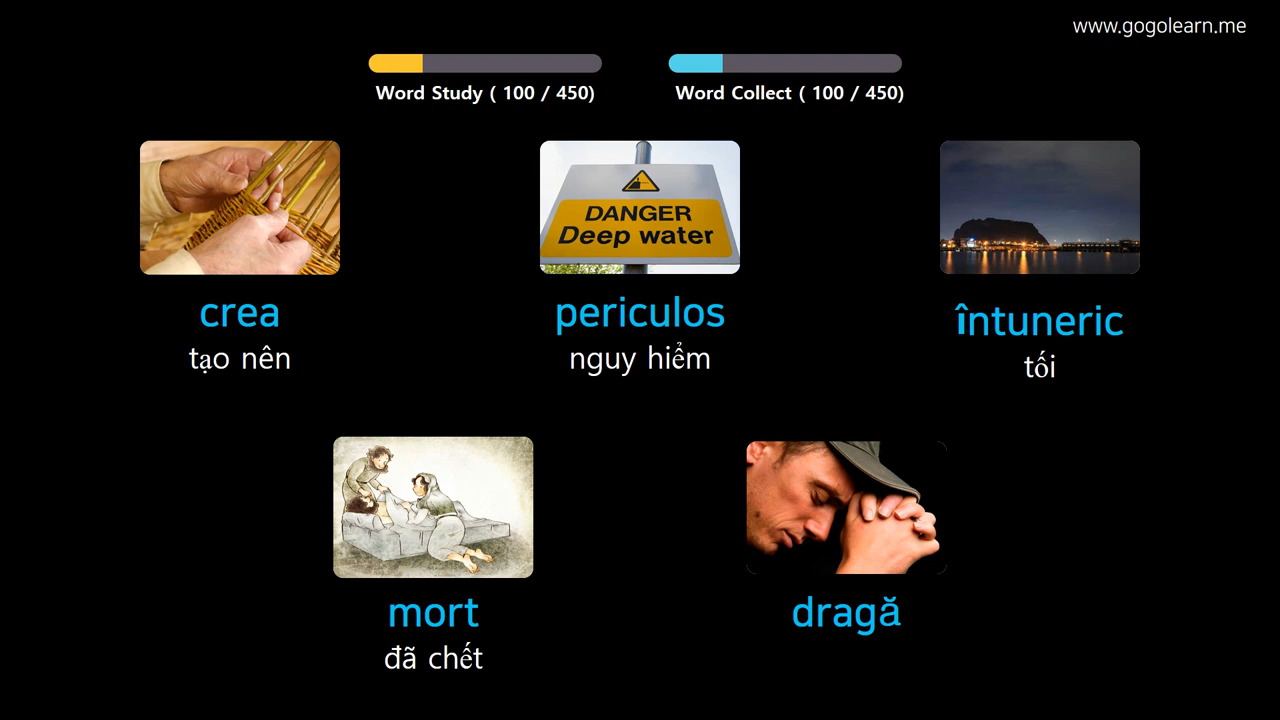 www.gogolearn.me
Word Study ( 100 / 450)
Word Collect ( 100 / 450)
DANGER
Deep water
crea
tạo nên
periculos
nguy hiểm
întuneric
tối
mort
đã chết
dragă